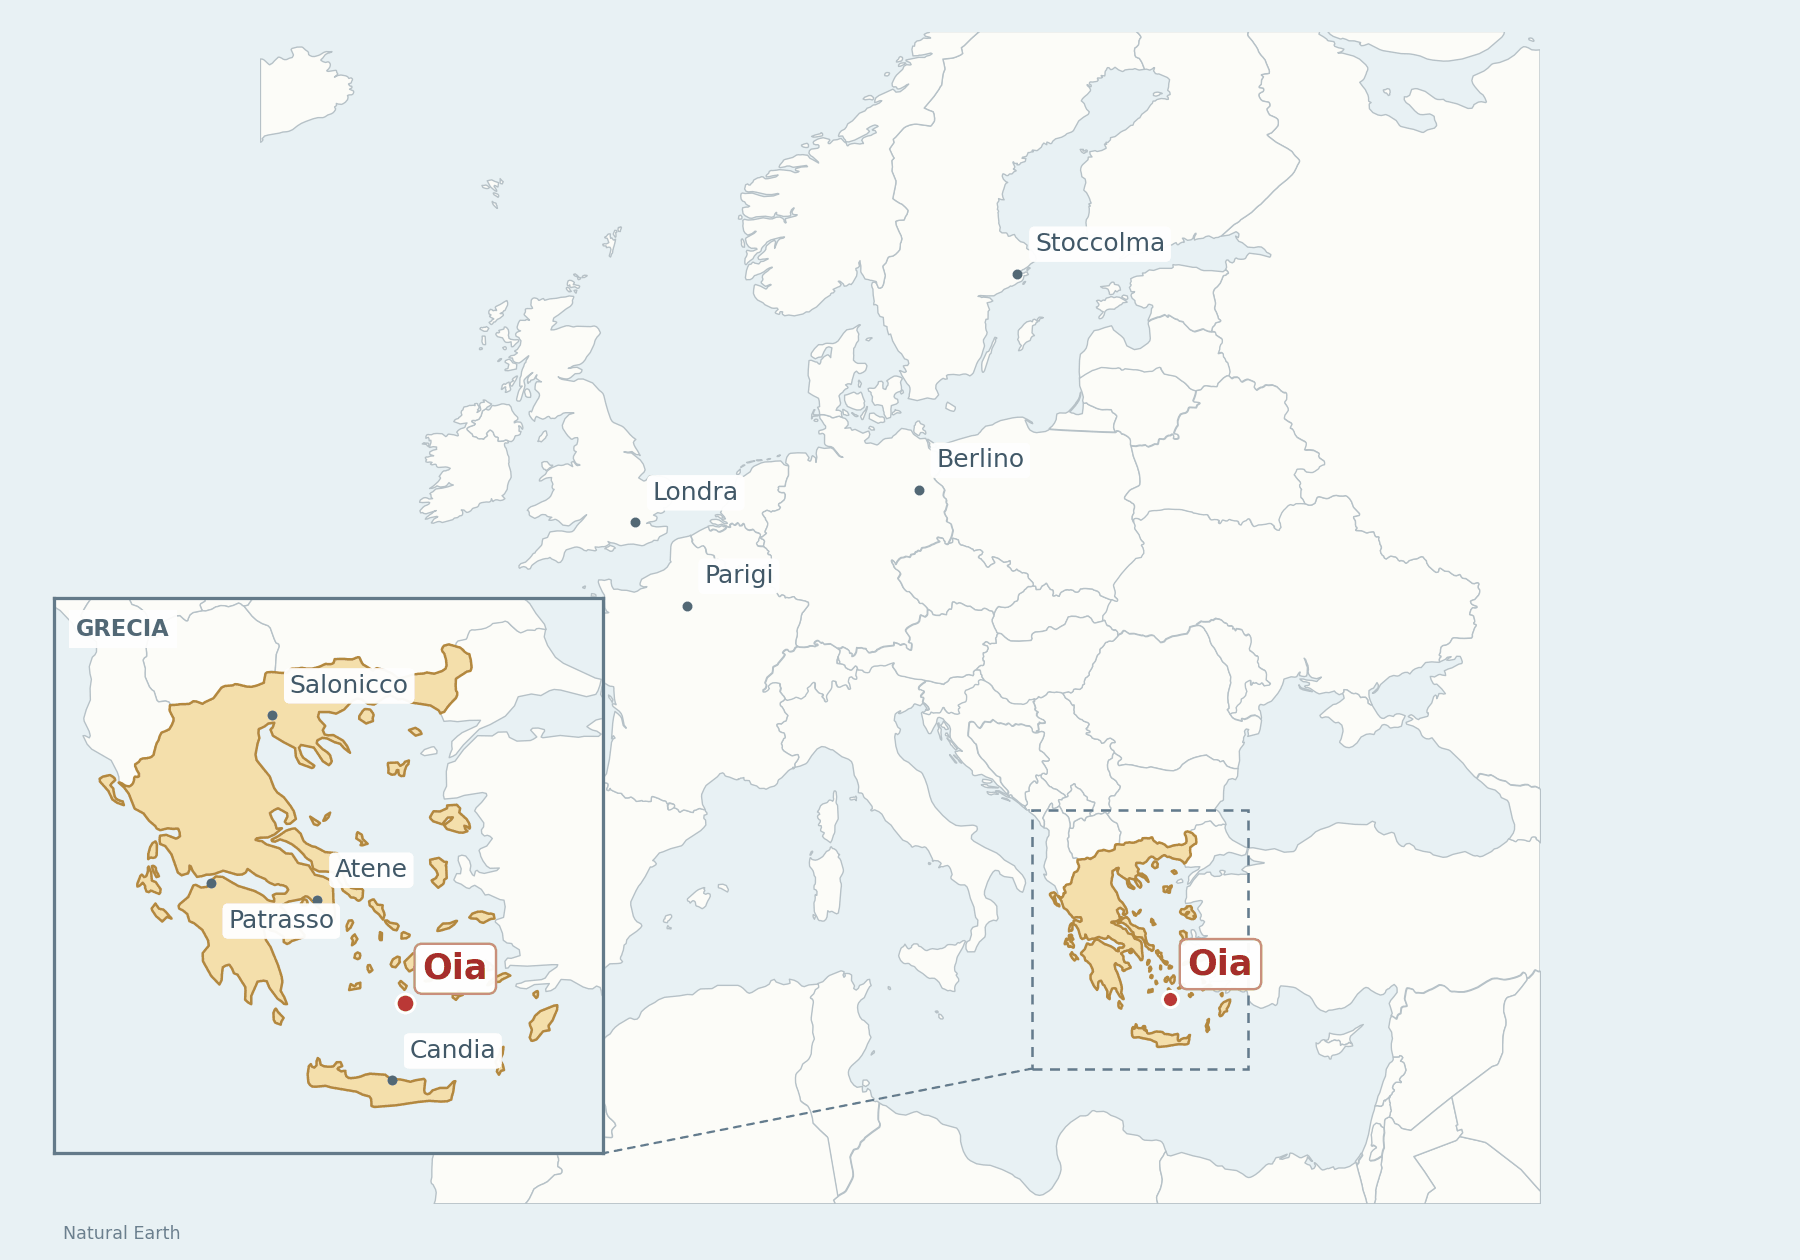 Stoccolma
Berlino
Londra
Parigi
GRECIA
Salonicco
Atene
Patrasso
Oia
Oia
Candia
Natural Earth